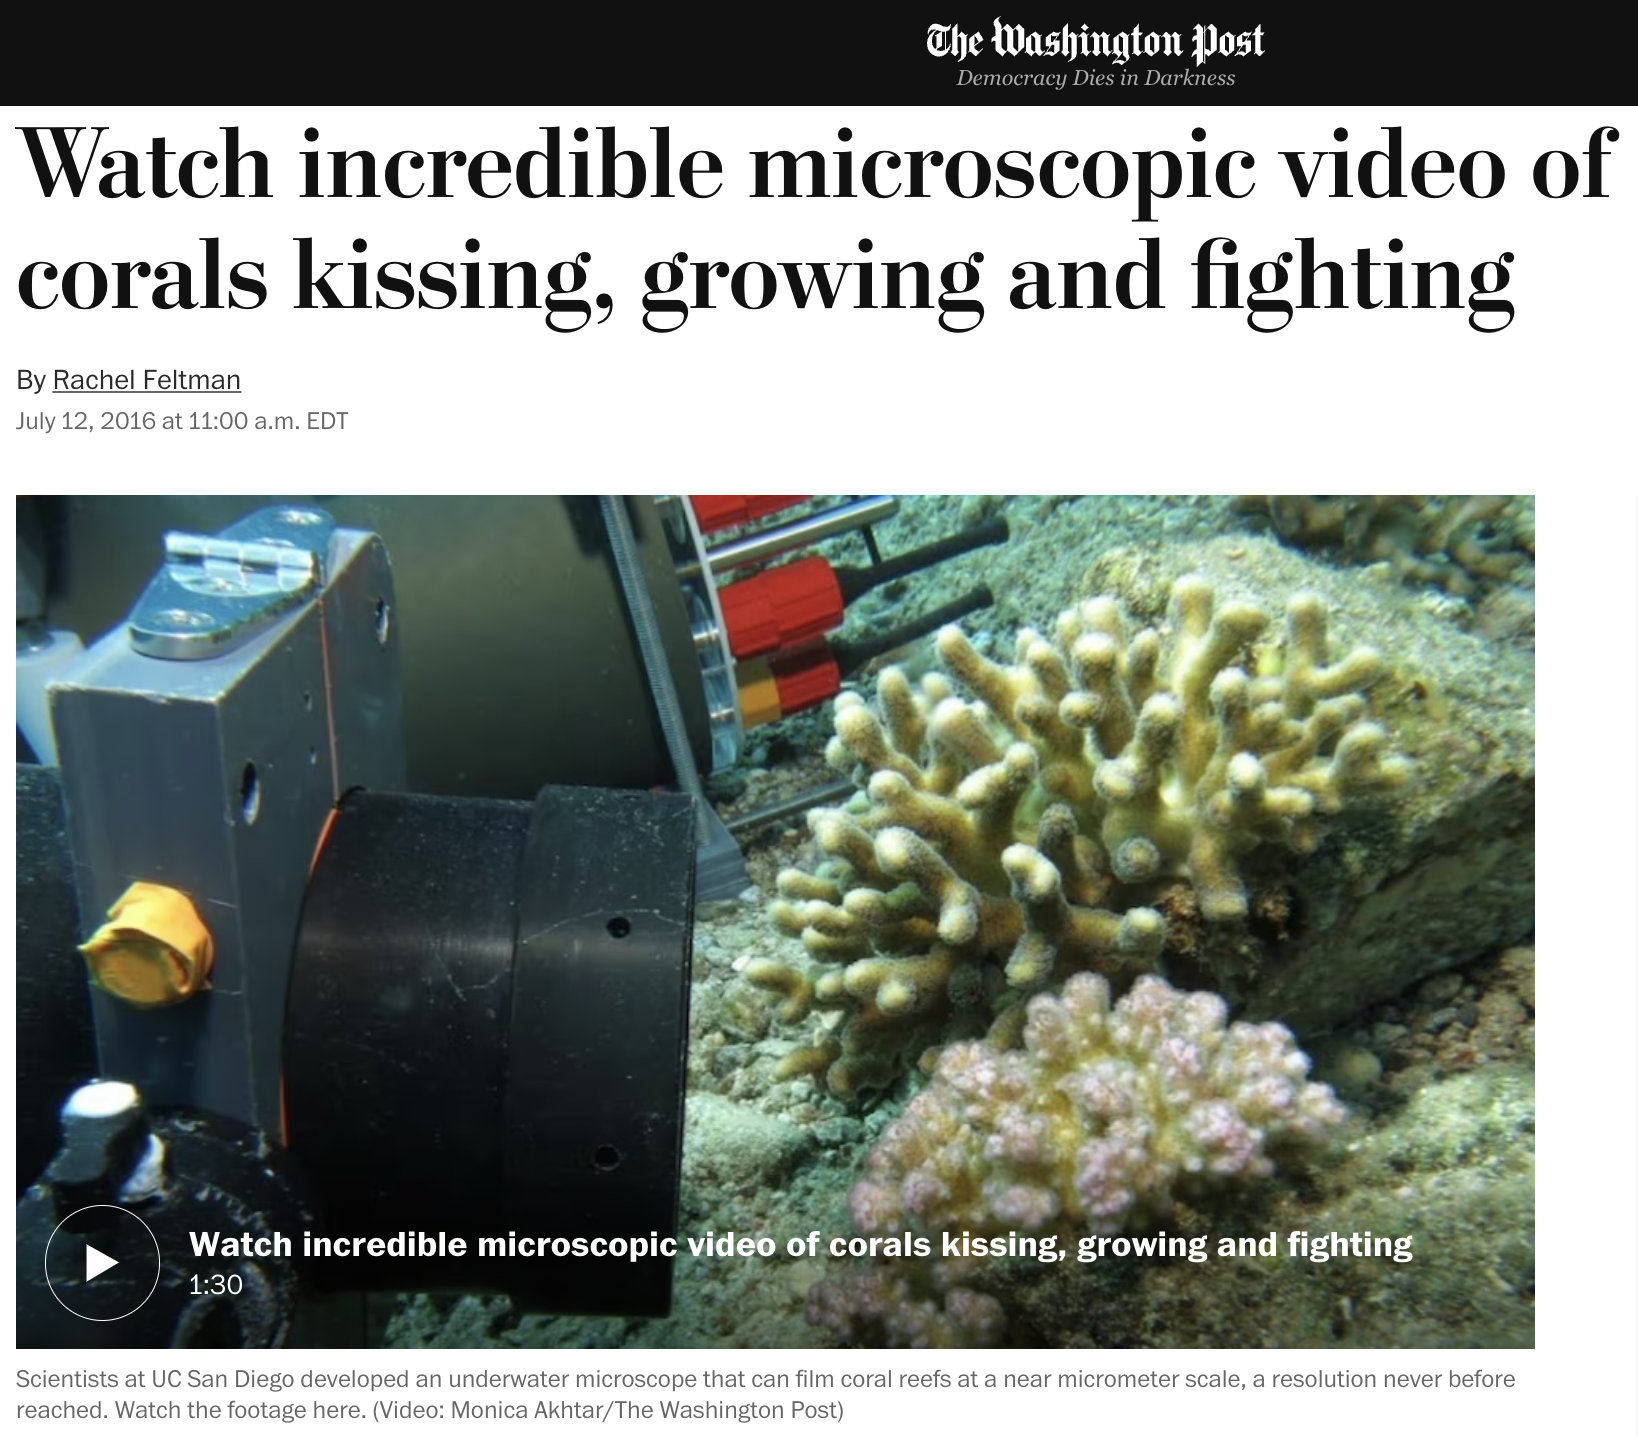 The Washington Post
Democracy Dies in Darkness
Watch incredible microscopic video of
corals kissing, growing and fighting
By Rachel Feltman
July 12, 2016 at 11:00 a.m. EDT
Watch incredible microscopic video of corals kissing, growing and fighting
1:30
Scientists at UC San Diego developed an underwater microscope that can film coral reefs at a near micrometer scale, a resolution never before
reached. Watch the footage here. (Video: Monica Akhtar/The Washington Post)